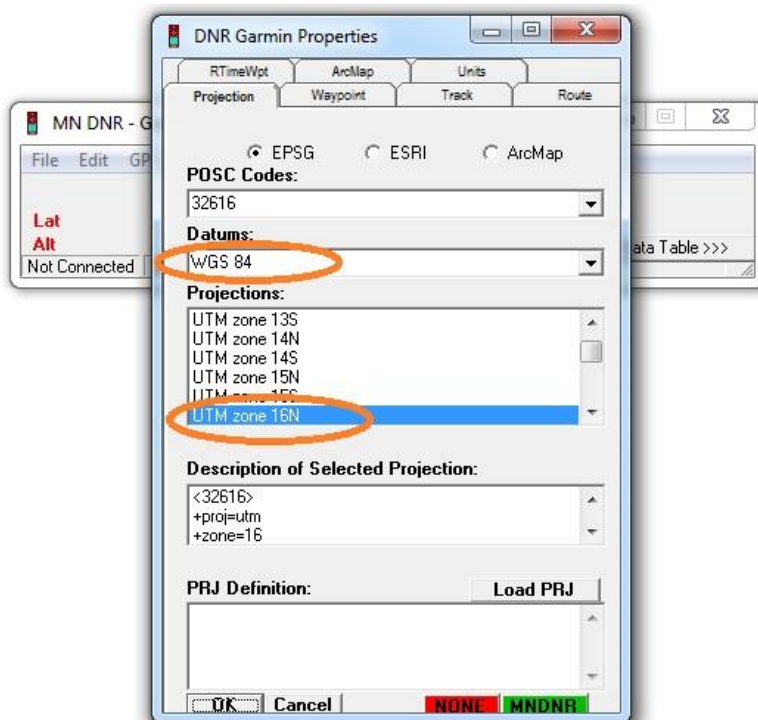 DNR Garmin Properties
RTimeWpt ArcMap Units
Projection Waypoint Track Route
MN DNR - G
File Edit GP
EPSG ESRI ArcMap
POSC Codes:
32616
Lat
Datums:
Alt
ata Table >>>
WGS 84
Not Connected
Projections:
UTM zone 13S
UTM zone 14N
UTM zone 14S
UTM zone 15N
UTM zone 15S
UTM zone 16N
Description of Selected Projection:
<32616>
+proj=utm
+zone=16
PRJ Definition: Load PRJ
OK Cancel NONE MNDNR